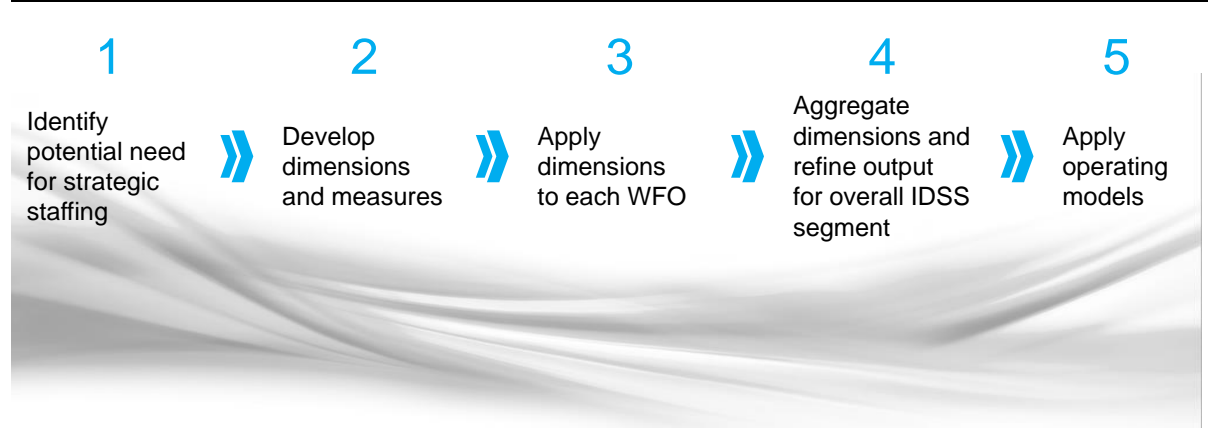 1
Identify
potential need
for strategic
staffing
2
Develop
dimensions
and measures
3
Apply
dimensions
to each WFO
4
Aggregate
dimensions and
refine output
for overall IDSS
segment
5
Apply
operating
models